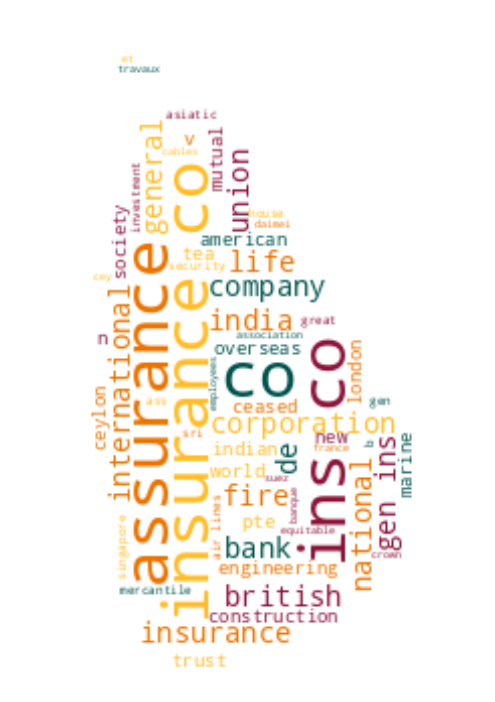 et
travaux
asiatic
v
cables
mutual
general
investment
union
insurance co
house
daimei
society
american
tea
security
life
assurance
cey
company
international
india
great
association
overseas
n
co
ins co
london
employees
ceylon
ass
ceased
gen
corporation
sri
new
b
indian
de
france
gen ins
marine
world
suez
national
fire
banque
air lines
singapore
pte
equitable
bank
crown
engineering
mercantile
british
construction
insurance
trust